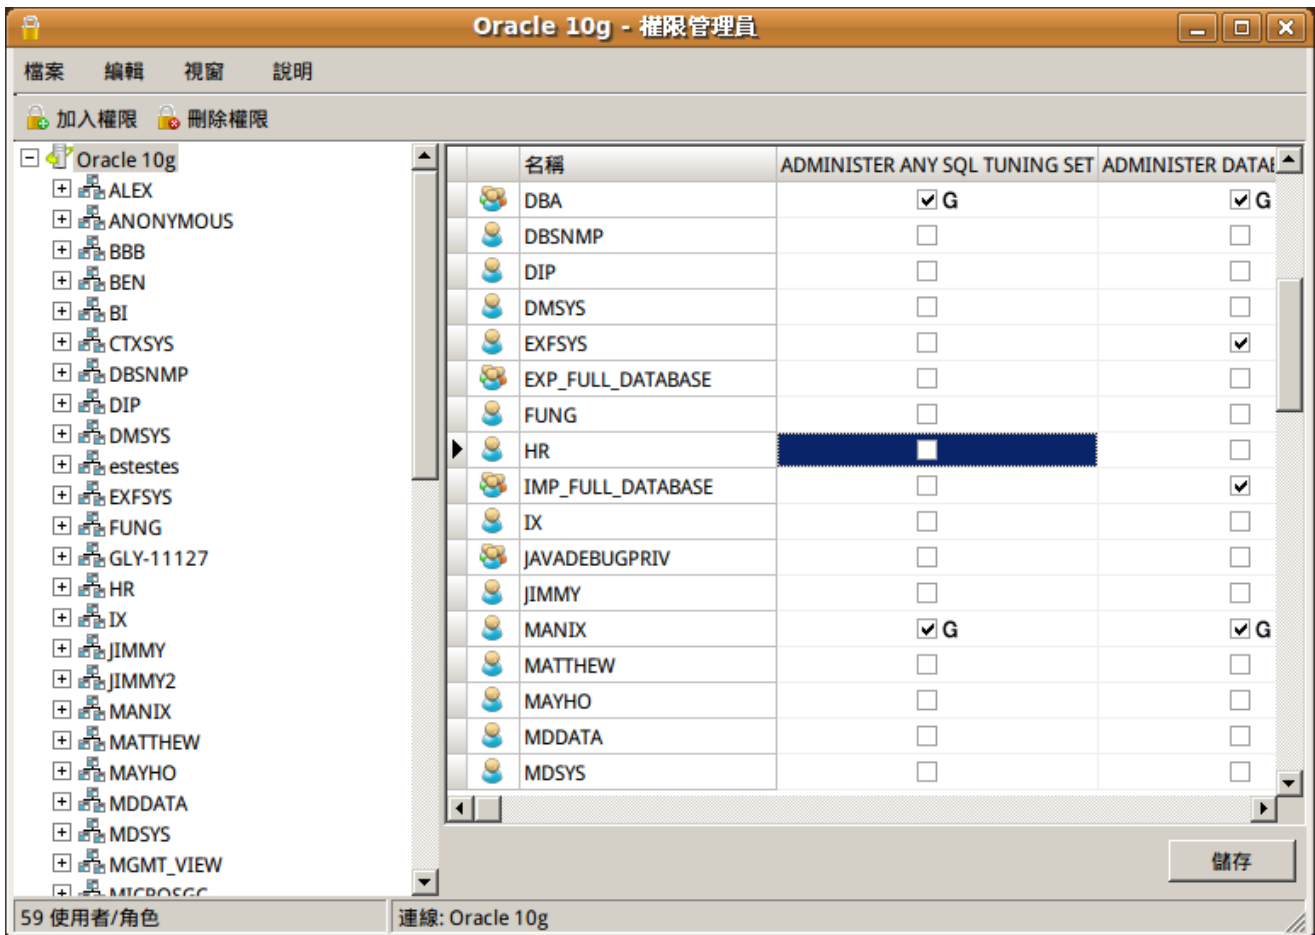 Oracle 10g - 權限管理員
檔案 編輯 視窗 說明
加入權限 刪除權限
Oracle 10g
ALEX
ANONYMOUS
BBB
BEN
BI
CTXSYS
DBSNMP
DIP
DMSYS
estestes
EXFSYS
FUNG
GLY-11127
HR
IX
JIMMY
JIMMY2
MANIX
MATTHEW
MAYHO
MDDATA
MDSYS
MGMT_VIEW
名稱 ADMINISTER ANY SQL TUNING SET ADMINISTER DATAB
DBA G G
DBSNMP
DIP
DMSYS
EXFSYS
EXP_FULL_DATABASE
FUNG
HR
IMP_FULL_DATABASE
IX
JAVADEBUGPRIV
JIMMY
MANIX G G
MATTHEW
MAYHO
MDDATA
MDSYS
儲存
59 使用者/角色 連線: Oracle 10g